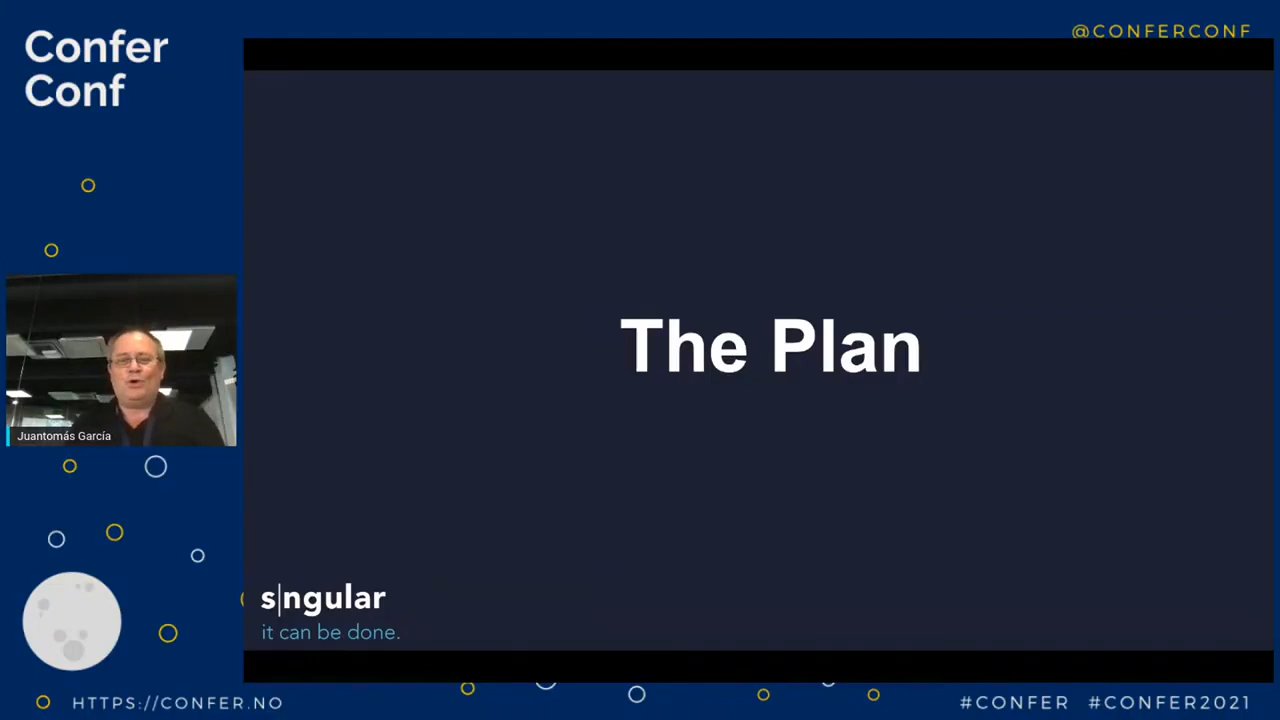 Confer
Conf
@CONFERCONF
The Plan
Juantomás García
s|ngular
it can be done.
HTTPS://CONFER.NO
#CONFER #CONFER2021